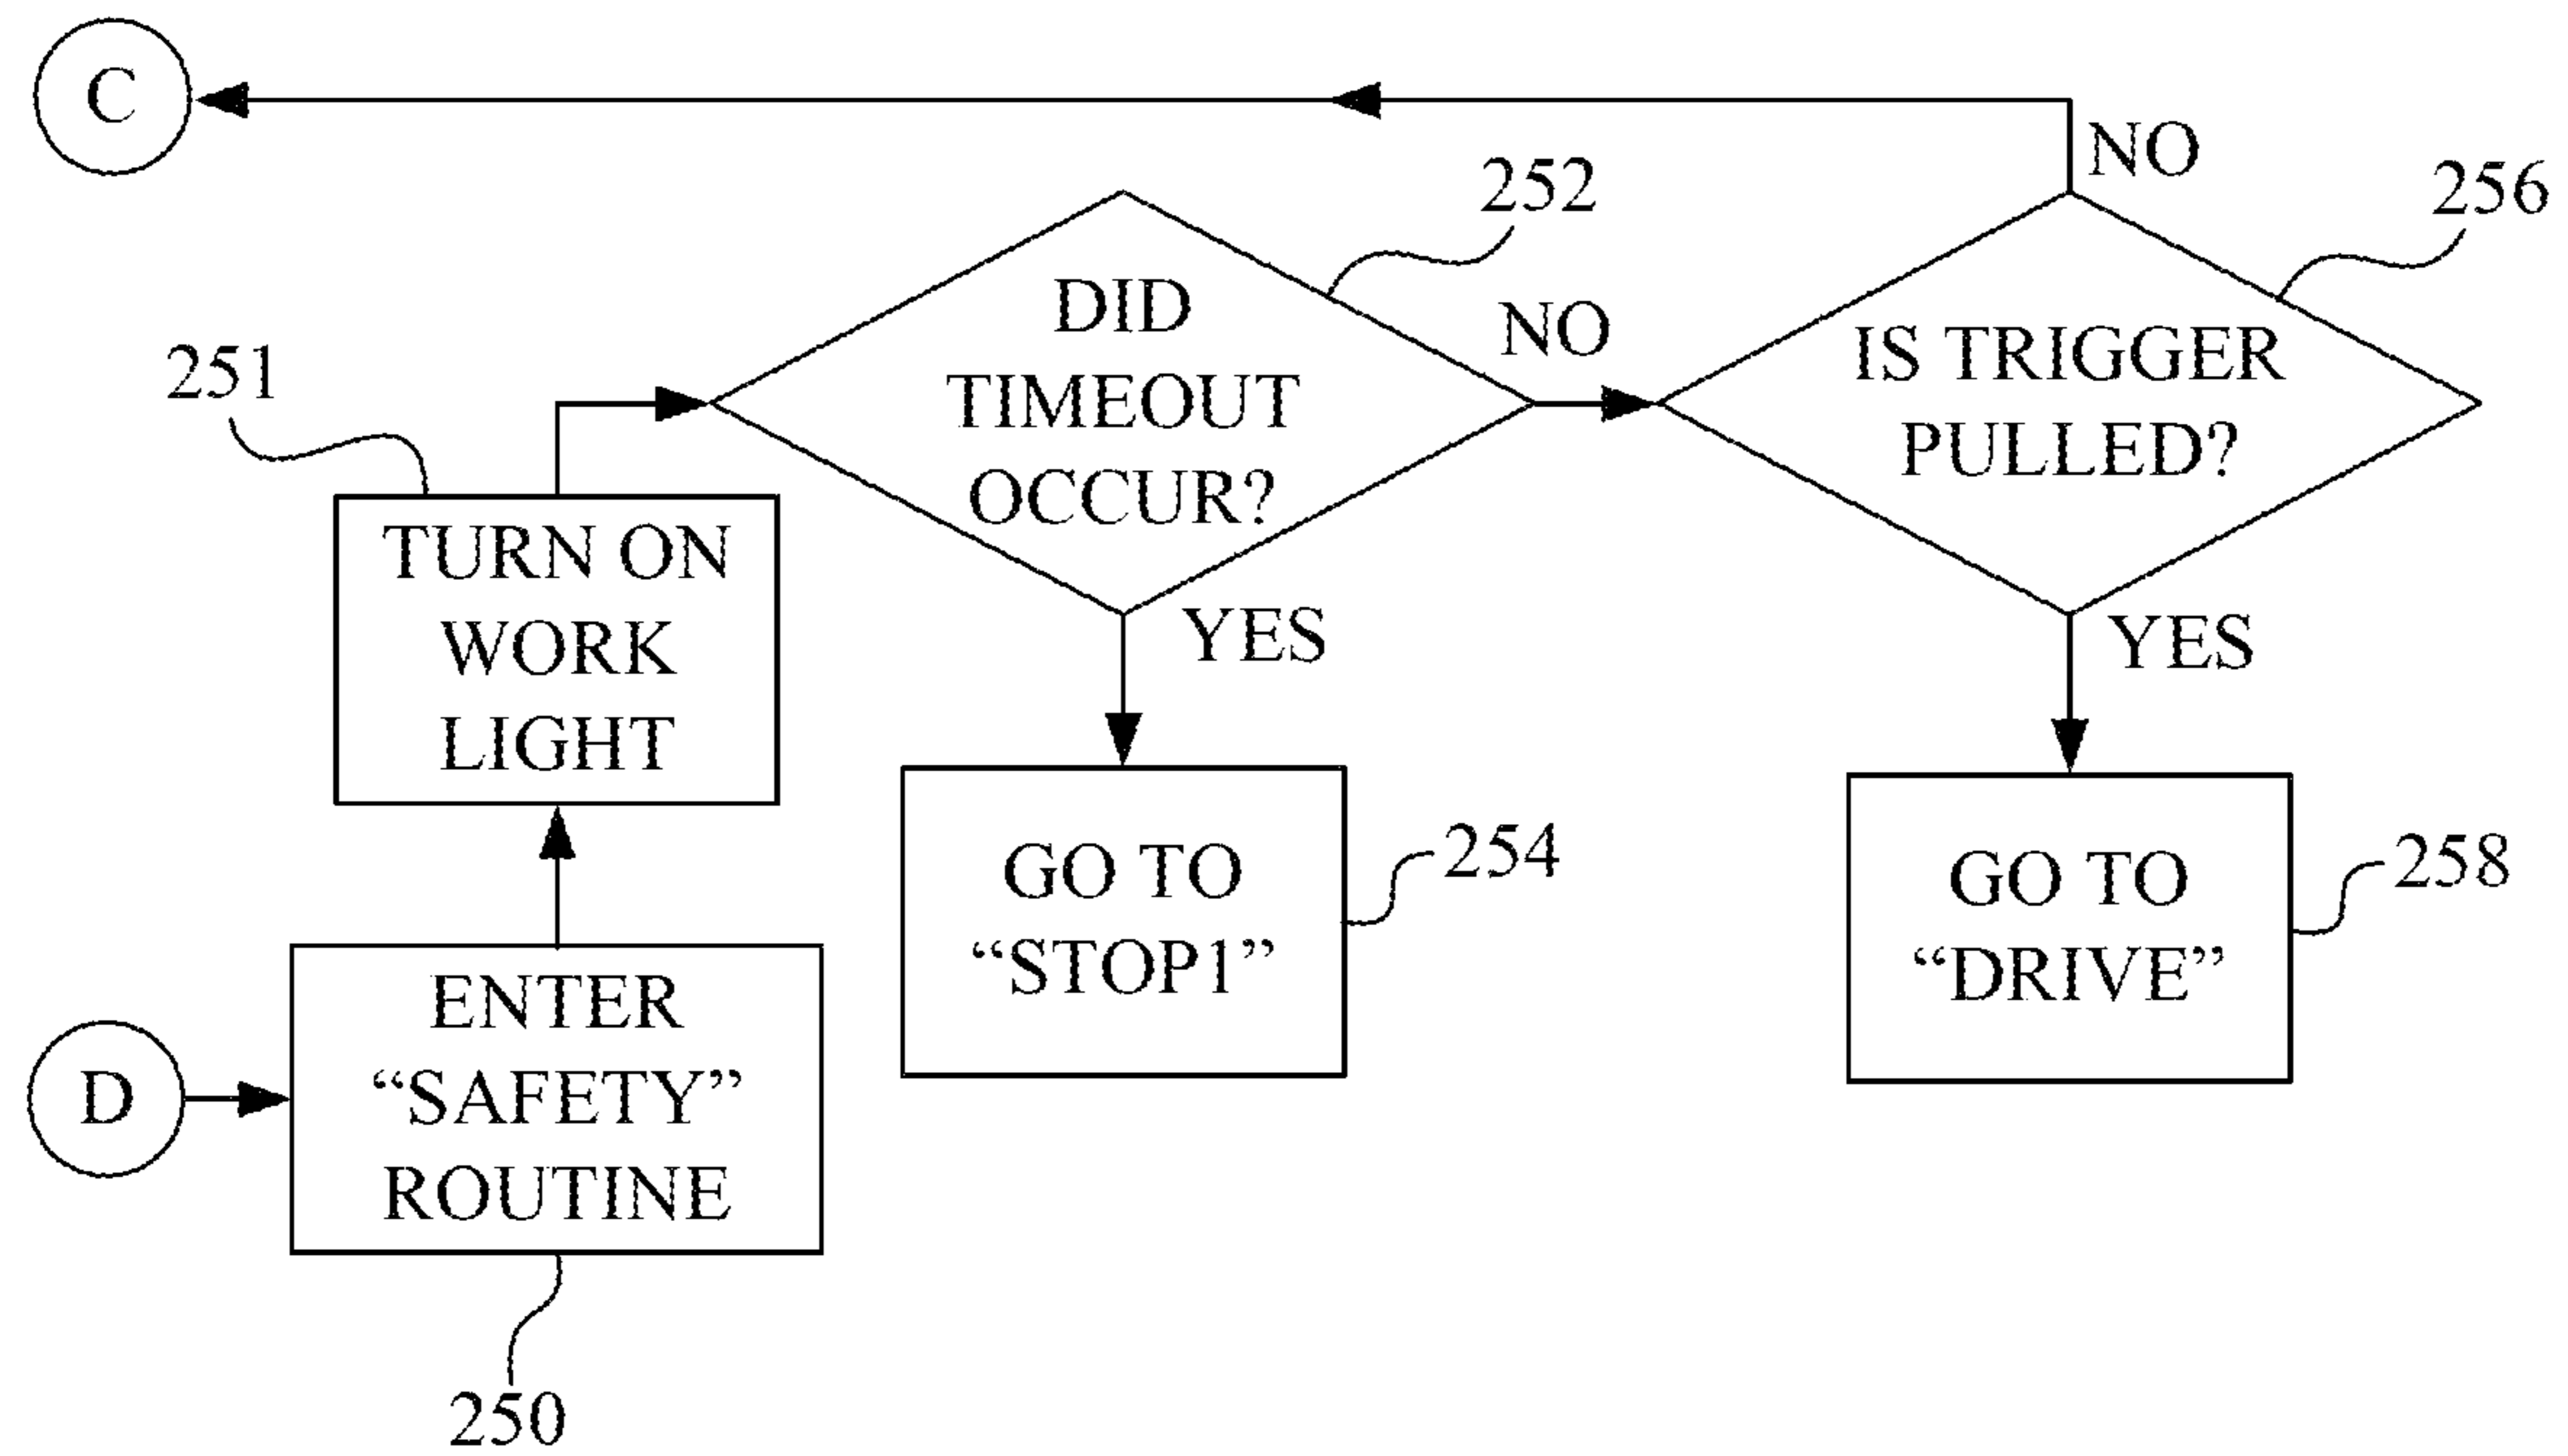 C
NO
252
256
DID
TIMEOUT
OCCUR?
NO
IS TRIGGER
PULLED?
251
TURN ON
WORK
LIGHT
YES
YES
GO TO
“STOP1”
254
GO TO
“DRIVE”
258
D
ENTER
“SAFETY”
ROUTINE
250